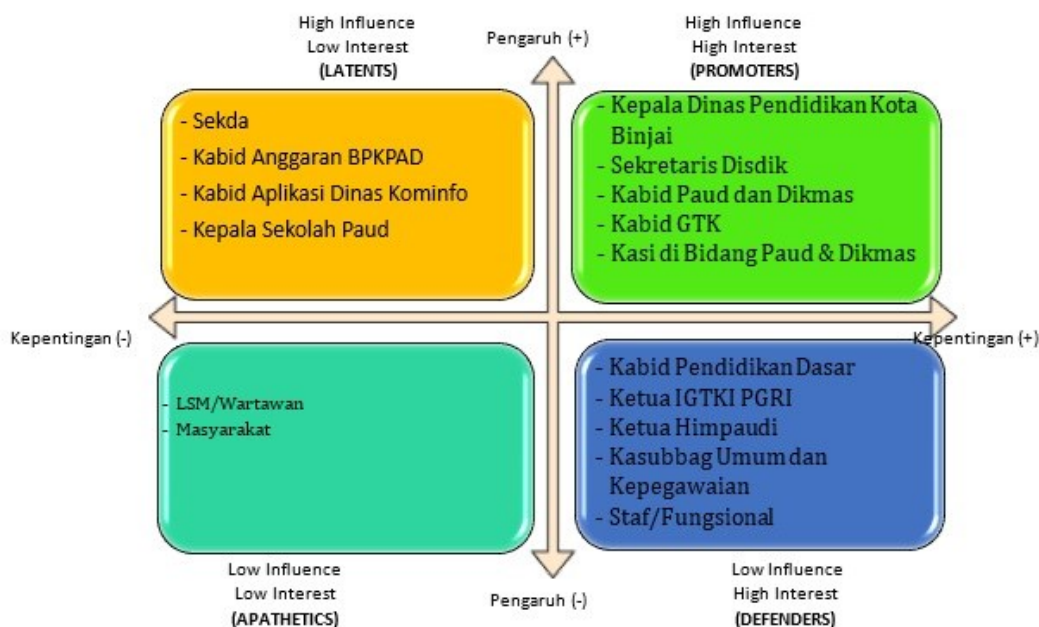 High Influence
Low Interest
(LATENTS)
Pengaruh (+)
High Influence
High Interest
(PROMOTERS)
- Sekda
- Kabid Anggaran BPKPAD
- Kabid Aplikasi Dinas Kominfo
- Kepala Sekolah Paud
- Kepala Dinas Pendidikan Kota
Binjai
- Sekretaris Disdik
- Kabid Paud dan Dikmas
- Kabid GTK
- Kasi di Bidang Paud & Dikmas
Kepentingan (-)
Kepentingan (+)
- LSM/Wartawan
- Masyarakat
- Kabid Pendidikan Dasar
- Ketua IGTKI PGRI
- Ketua Himpaudi
- Kasubbag Umum dan
Kepegawaian
- Staf/Fungsional
Low Influence
Low Interest
(APATHETICS)
Pengaruh (-)
Low Influence
High Interest
(DEFENDERS)